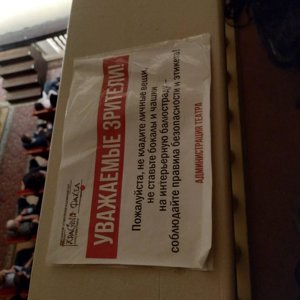 УВАЖАЕМЫЕ ЗРИТЕЛИ!
Пожалуйста, не кладите личные вещи,
не ставьте бокалы и чашки
на интерьерную балюстраду –
соблюдайте правила безопасности и этикета!
АДМИНИСТРАЦИЯ ТЕАТРА